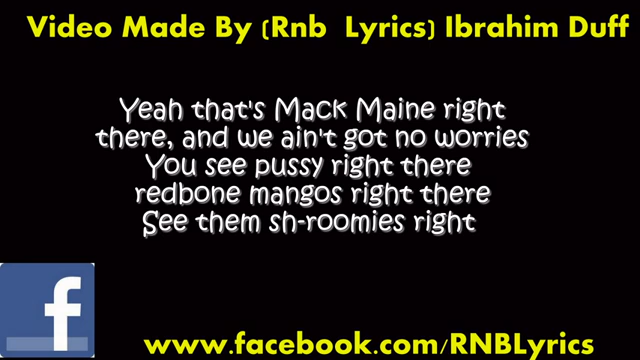 Video Made By (Rnb Lyrics) Ibrahim Duff
Yeah that's Mack Maine right
there, and we ain't got no worries
You see pussy right there
redbone mangos right there
See them sh-roomies right
f
www.facebook.com/RNBLyrics